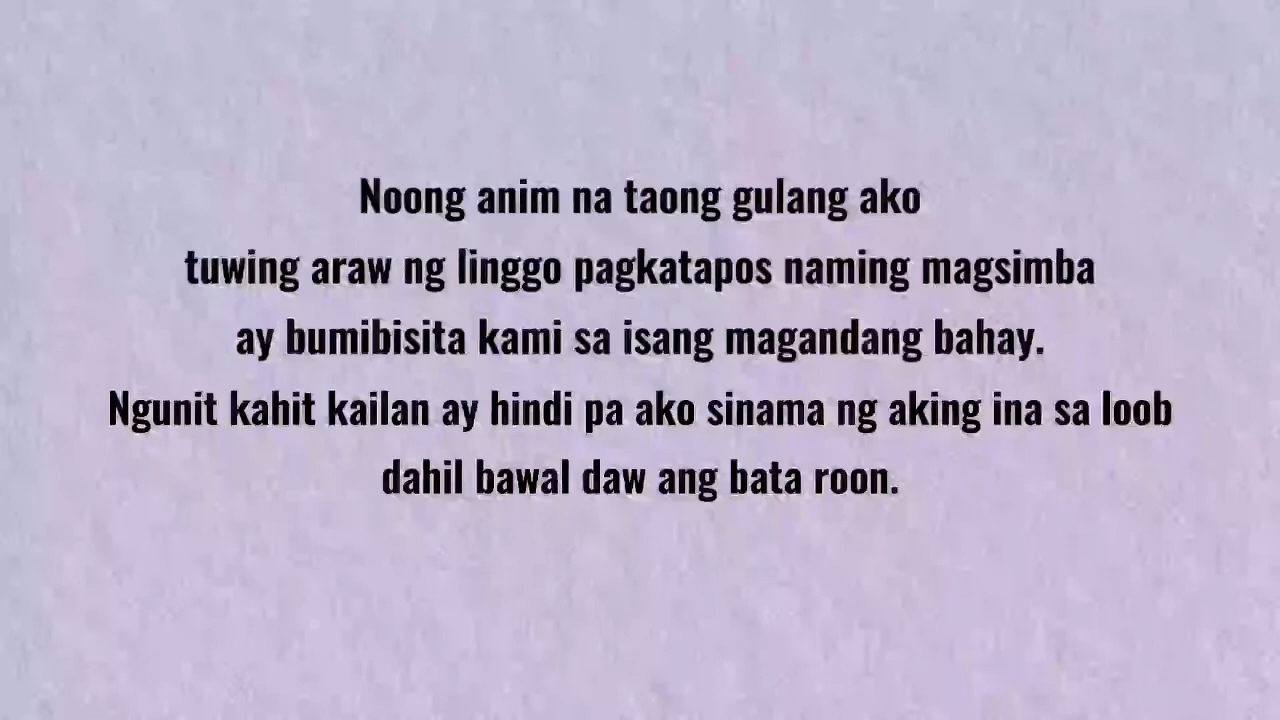 Noong anim na taong gulang ako
tuwing araw ng linggo pagkatapos naming magsimba
ay bumibisita kami sa isang magandang bahay.
Ngunit kahit kailan ay hindi pa ako sinama ng aking ina sa loob
dahil bawal daw ang bata roon.